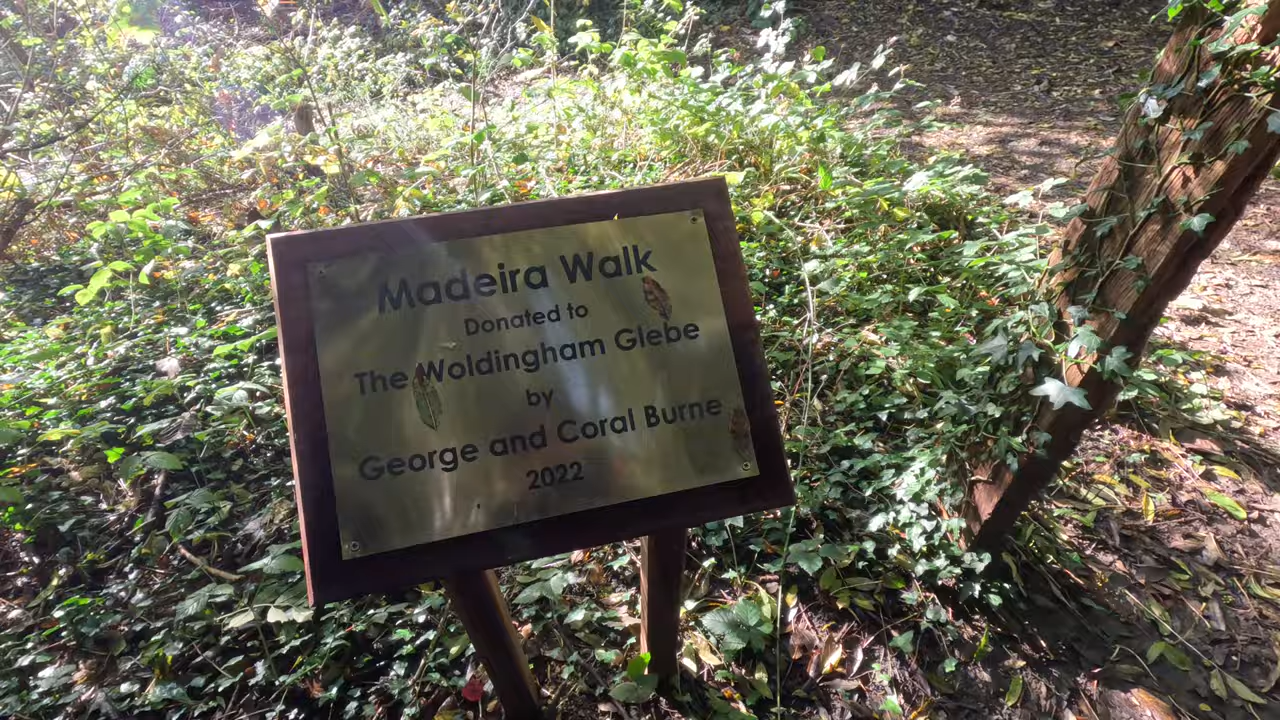 Madeira Walk
Donated to
The Woldingham Glebe
by
George and Coral Burne
2022